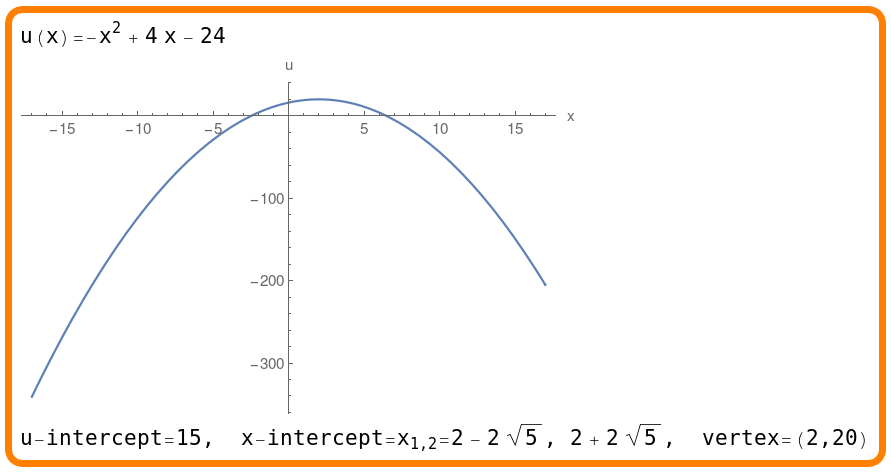 u(x)=-x² + 4 x - 24
u
-15 -10 -5 5 10 15 x
-100
-200
-300
u-intercept=15, x-intercept=x₁,₂=2 - 2 √5, 2 + 2 √5, vertex=(2,20)